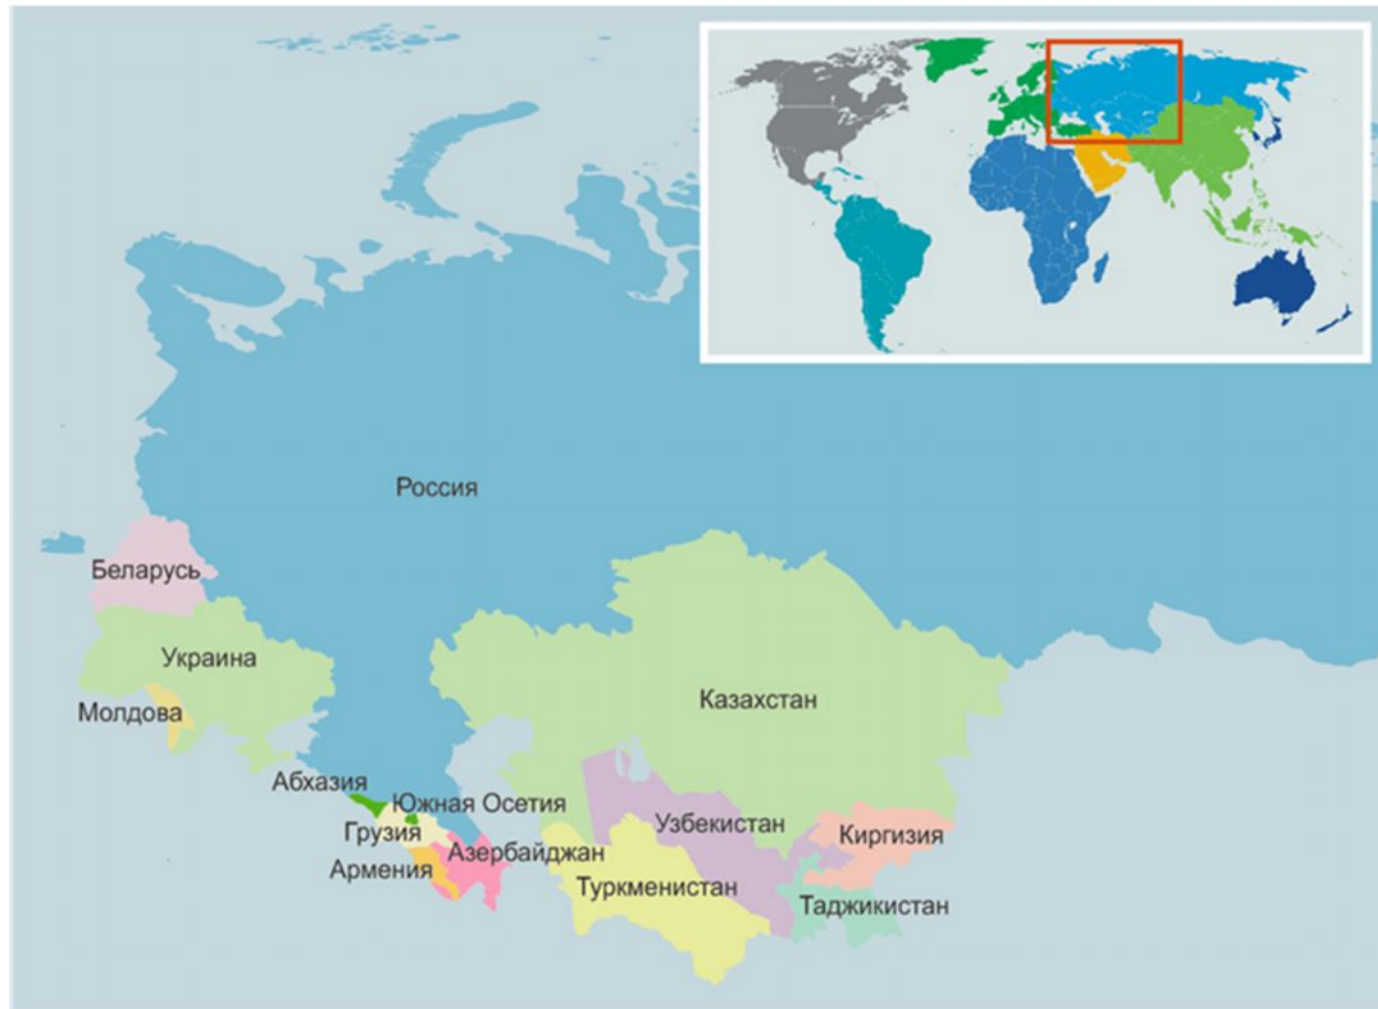 Россия
Беларусь
Украина
Казахстан
Молдова
Абхазия
Южная Осетия
Грузия
Узбекистан
Киргизия
Армения
Азербайджан
Туркменистан
Таджикистан